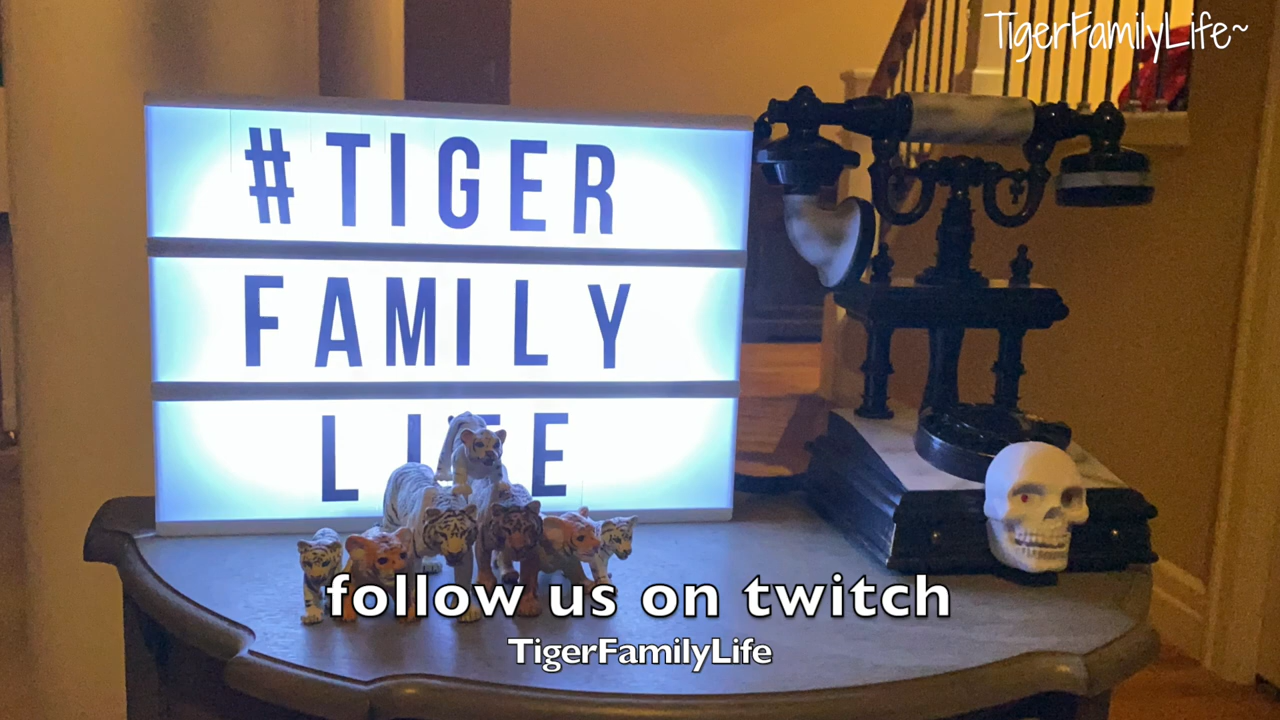 TigerFamilyLife~
#TIGER
FAMILY
LIFE
follow us on twitch
TigerFamilyLife